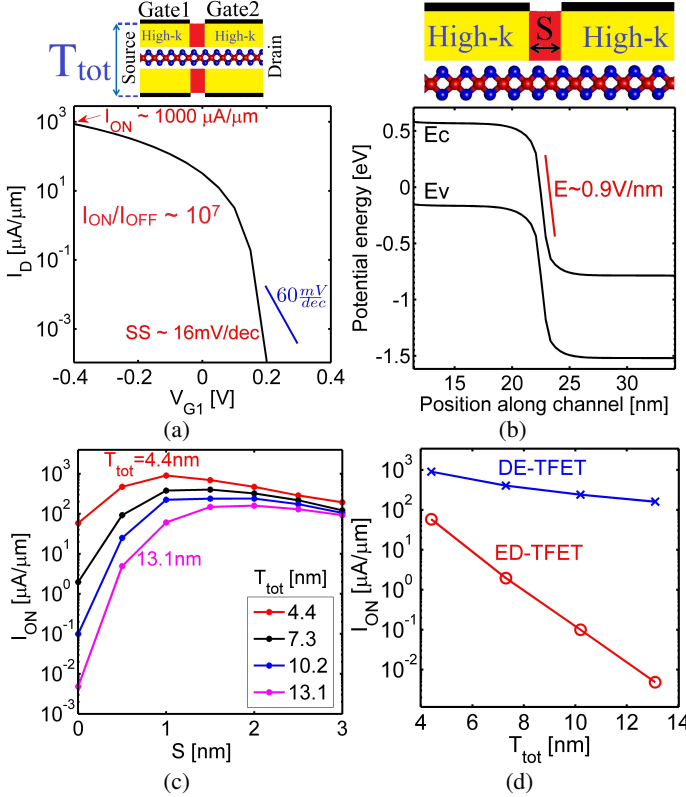 Gate1 Gate2
High-k High-k
T_tot
Source
Drain
10^3
10^1
10^-1
10^-3
I_D [μA/μm]
I_ON ~ 1000 μA/μm
I_ON/I_OFF ~ 10^7
60 mV/dec
SS ~ 16mV/dec
-0.4 -0.2 0 0.2 0.4
V_G1 [V]
(a)
High-k S High-k
0.5
0
-0.5
-1
-1.5
Potential energy [eV]
Ec
Ev
E~0.9V/nm
15 20 25 30
Position along channel [nm]
(b)
T_tot=4.4nm
10^3
10^2
10^1
10^0
10^-1
10^-2
10^-3
I_ON [μA/μm]
13.1nm
T_tot [nm]
4.4
7.3
10.2
13.1
0 1 2 3
S [nm]
(c)
10^3
10^2
10^1
10^0
10^-1
10^-2
I_ON [μA/μm]
DE-TFET
ED-TFET
4 6 8 10 12 14
T_tot [nm]
(d)